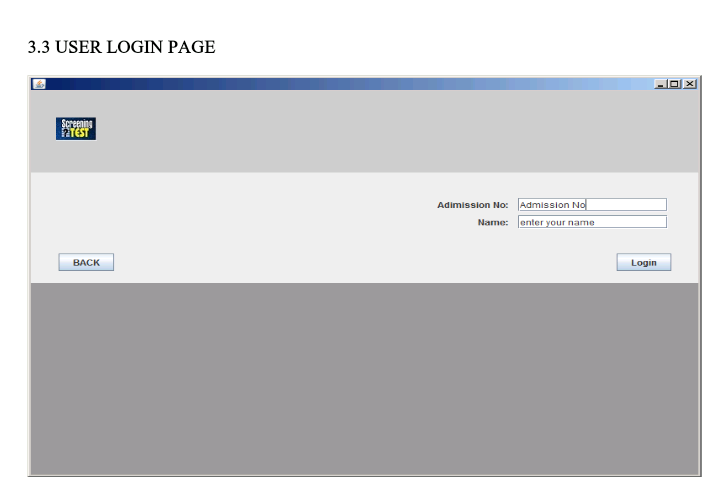 3.3 USER LOGIN PAGE
Screening
TEST
Adimission No: Admission No
Name: enter your name
BACK
Login